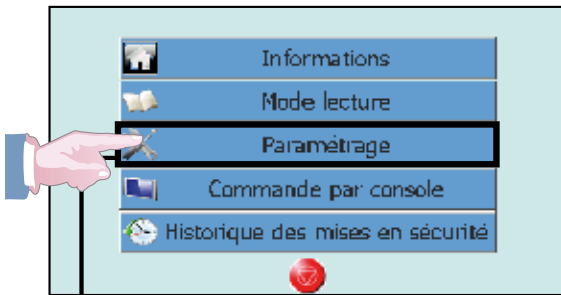 Informations
Mode lecture
Paramétrage
Commande par console
Historique des mises en sécurité